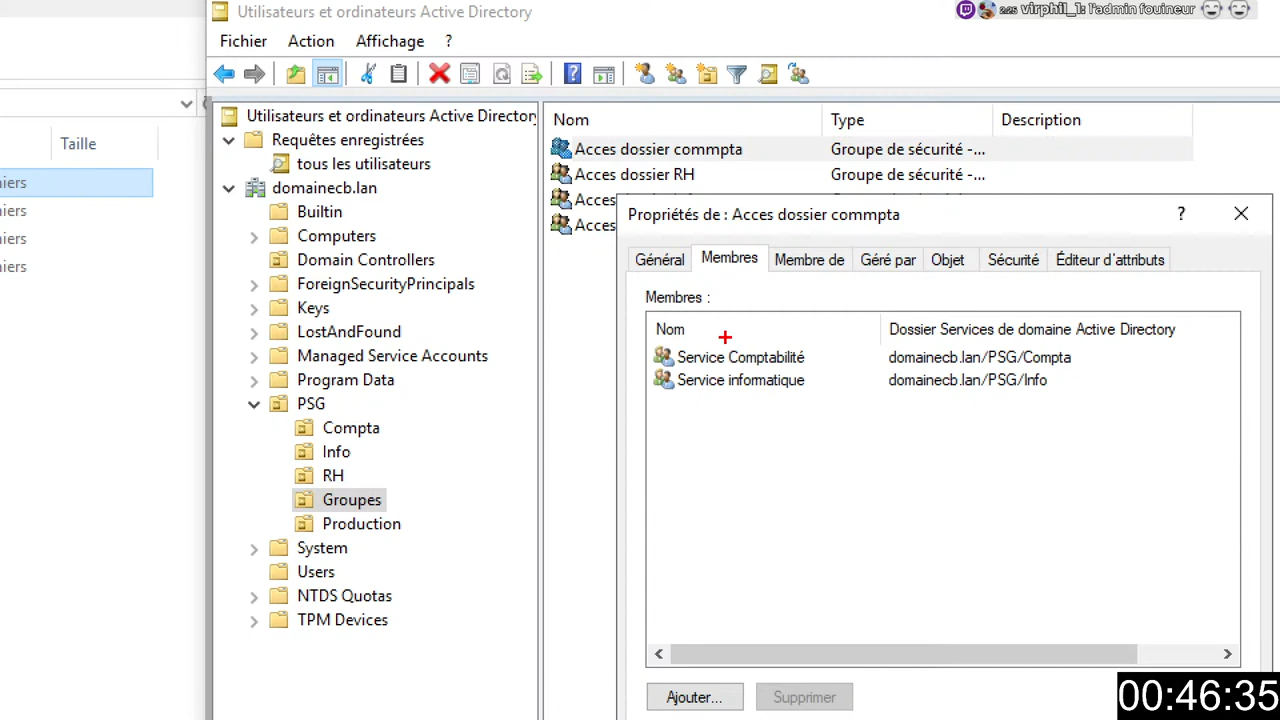 Utilisateurs et ordinateurs Active Directory
2:25 virphil_1: l'admin fouineur
Fichier Action Affichage ?
Taille
iers
iers
iers
iers
Utilisateurs et ordinateurs Active Directory
Requêtes enregistrées
tous les utilisateurs
domainecb.lan
Builtin
Computers
Domain Controllers
ForeignSecurityPrincipals
Keys
LostAndFound
Managed Service Accounts
Program Data
PSG
Compta
Info
RH
Groupes
Production
System
Users
NTDS Quotas
TPM Devices
Nom Type Description
Acces dossier commpta Groupe de sécurité -...
Acces dossier RH Groupe de sécurité -...
Acces
Acces
Propriétés de : Acces dossier commpta ?
Général Membres Membre de Géré par Objet Sécurité Éditeur d'attributs
Membres :
Nom Dossier Services de domaine Active Directory
Service Comptabilité domainecb.lan/PSG/Compta
Service informatique domainecb.lan/PSG/Info
Ajouter... Supprimer
00:46:35